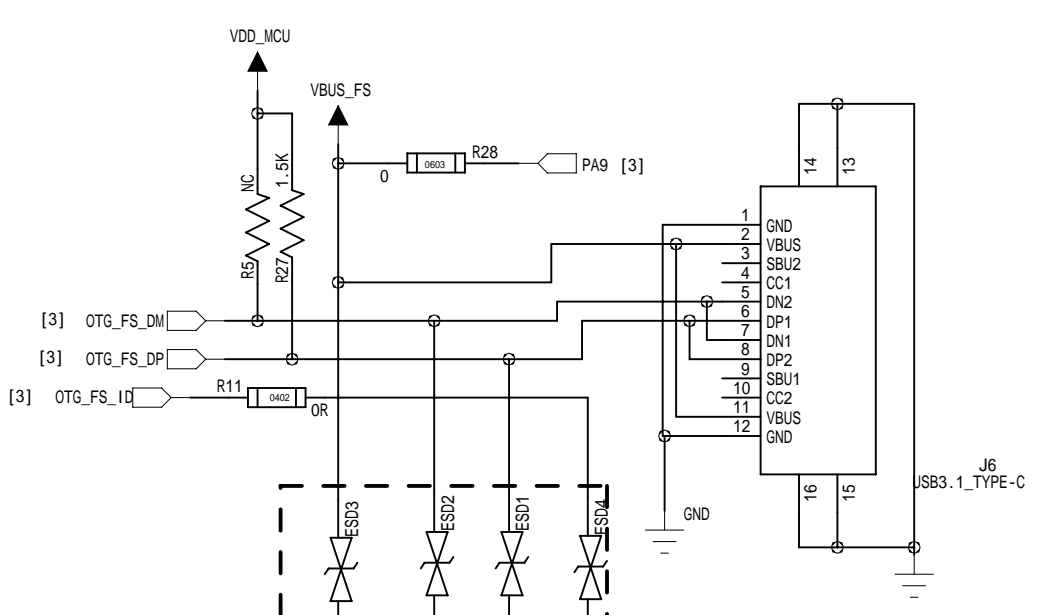 VDD_MCU
VBUS_FS
R28
0603
0
PA9 [3]
NC
1.5K
R5
R27
[3] OTG_FS_DM
[3] OTG_FS_DP
[3] OTG_FS_ID
R11
0402
0R
14
13
1 GND
2 VBUS
3 SBU2
4 CC1
5 DN2
6 DP1
7 DN1
8 DP2
9 SBU1
10 CC2
11 VBUS
12 GND
16
15
J6
USB3.1_TYPE-C
GND
ESD3
ESD2
ESD1
ESD4